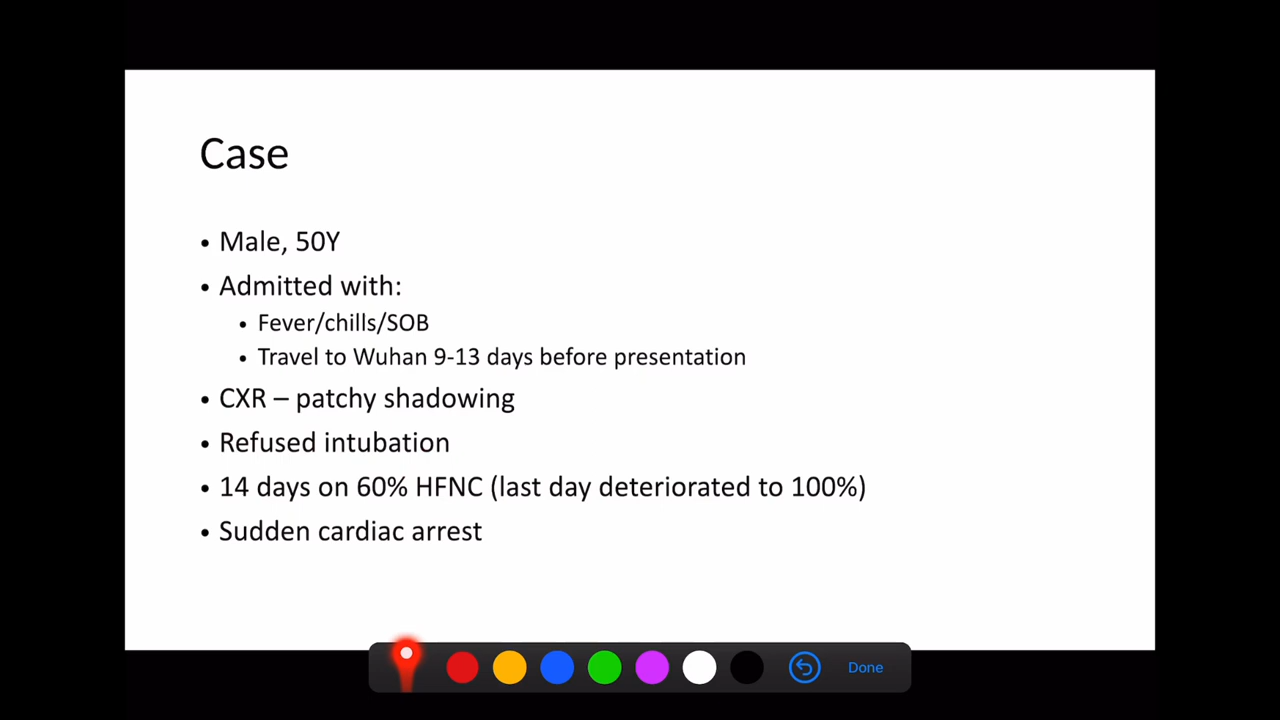 Case
• Male, 50Y
• Admitted with:
• Fever/chills/SOB
• Travel to Wuhan 9-13 days before presentation
• CXR – patchy shadowing
• Refused intubation
• 14 days on 60% HFNC (last day deteriorated to 100%)
• Sudden cardiac arrest
Done